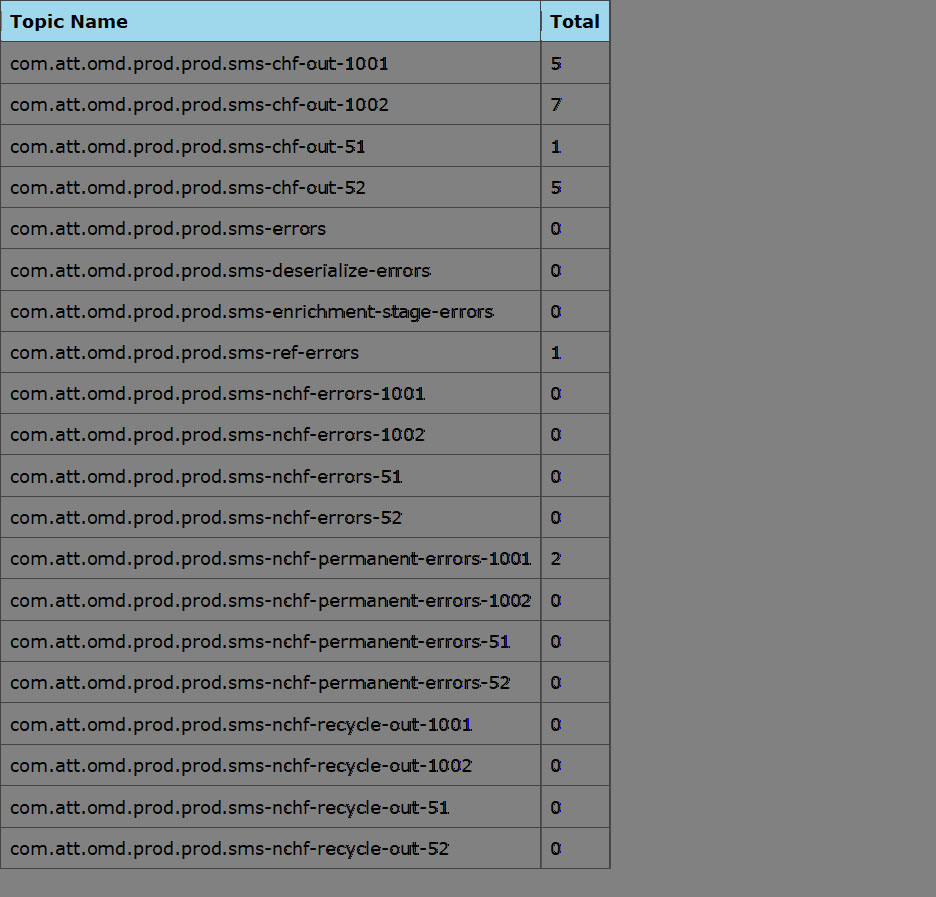 Topic Name Total
com.att.omd.prod.prod.sms-chf-out-1001 5
com.att.omd.prod.prod.sms-chf-out-1002 7
com.att.omd.prod.prod.sms-chf-out-51 1
com.att.omd.prod.prod.sms-chf-out-52 5
com.att.omd.prod.prod.sms-errors 0
com.att.omd.prod.prod.sms-deserialize-errors 0
com.att.omd.prod.prod.sms-enrichment-stage-errors 0
com.att.omd.prod.prod.sms-ref-errors 1
com.att.omd.prod.prod.sms-nchf-errors-1001 0
com.att.omd.prod.prod.sms-nchf-errors-1002 0
com.att.omd.prod.prod.sms-nchf-errors-51 0
com.att.omd.prod.prod.sms-nchf-errors-52 0
com.att.omd.prod.prod.sms-nchf-permanent-errors-1001 2
com.att.omd.prod.prod.sms-nchf-permanent-errors-1002 0
com.att.omd.prod.prod.sms-nchf-permanent-errors-51 0
com.att.omd.prod.prod.sms-nchf-permanent-errors-52 0
com.att.omd.prod.prod.sms-nchf-recycle-out-1001 0
com.att.omd.prod.prod.sms-nchf-recycle-out-1002 0
com.att.omd.prod.prod.sms-nchf-recycle-out-51 0
com.att.omd.prod.prod.sms-nchf-recycle-out-52 0